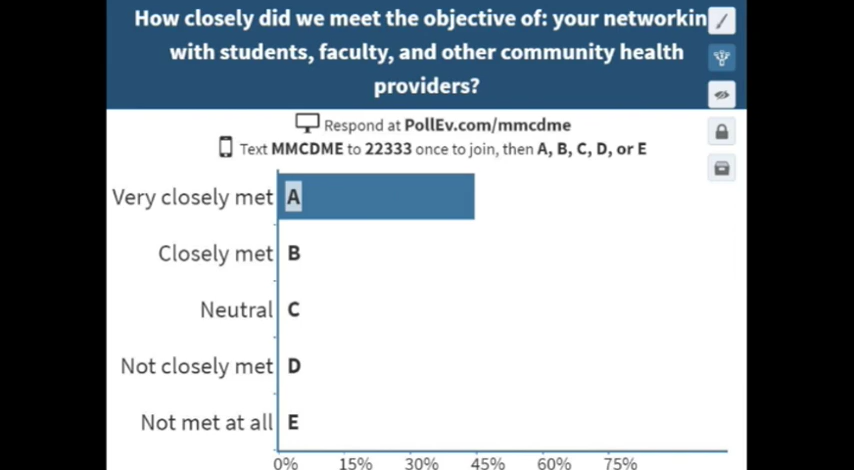 How closely did we meet the objective of: your networkin
with students, faculty, and other community health
providers?
Respond at PollEv.com/mmcdme
Text MMCDME to 22333 once to join, then A, B, C, D, or E
Very closely met A
Closely met B
Neutral C
Not closely met D
Not met at all E
0% 15% 30% 45% 60% 75%